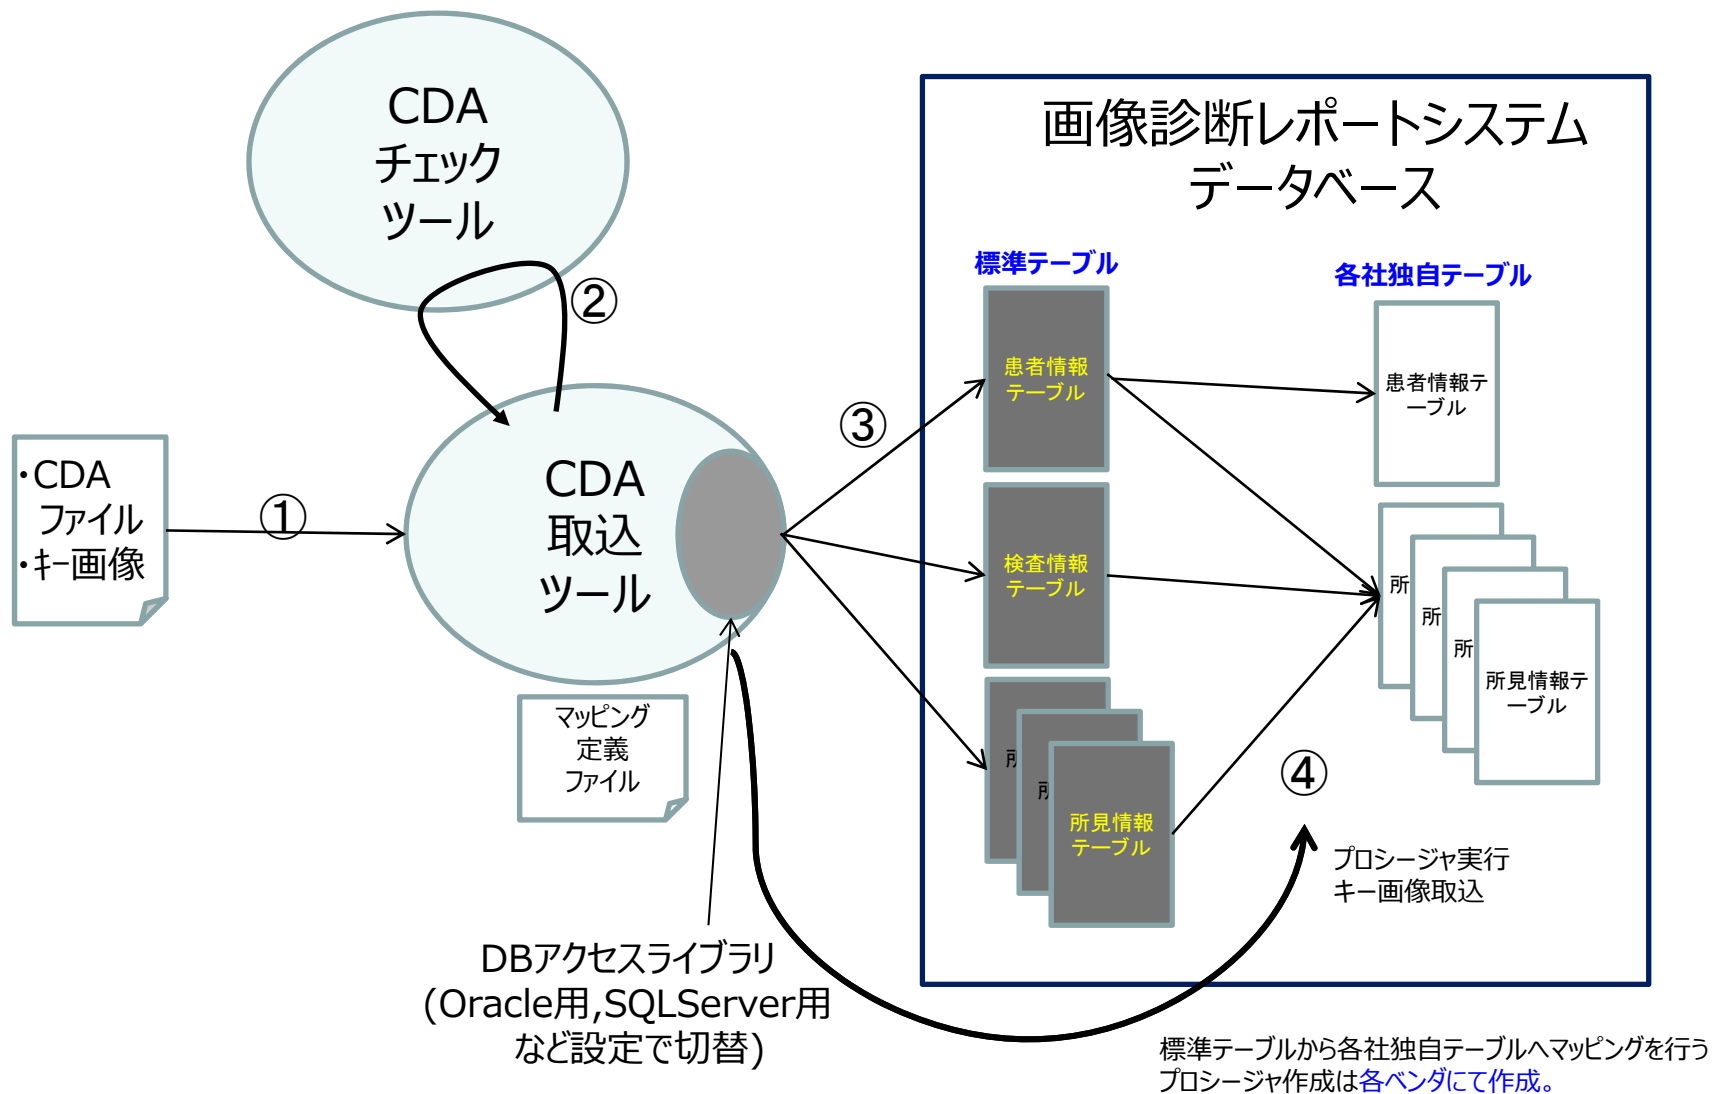 CDA
チェック
ツール
②
・CDA
ファイル
・キー画像
①
CDA
取込
ツール
マッピング
定義
ファイル
DBアクセスライブラリ
(Oracle用,SQLServer用
など設定で切替)
③
画像診断レポートシステム
データベース
標準テーブル
各社独自テーブル
患者情報
テーブル
検査情報
テーブル
所
所
所見情報
テーブル
患者情報テ
ーブル
所
所
所
所見情報テ
ーブル
④
プロシージャ実行
キー画像取込
標準テーブルから各社独自テーブルへマッピングを行う
プロシージャ作成は各ベンダにて作成。